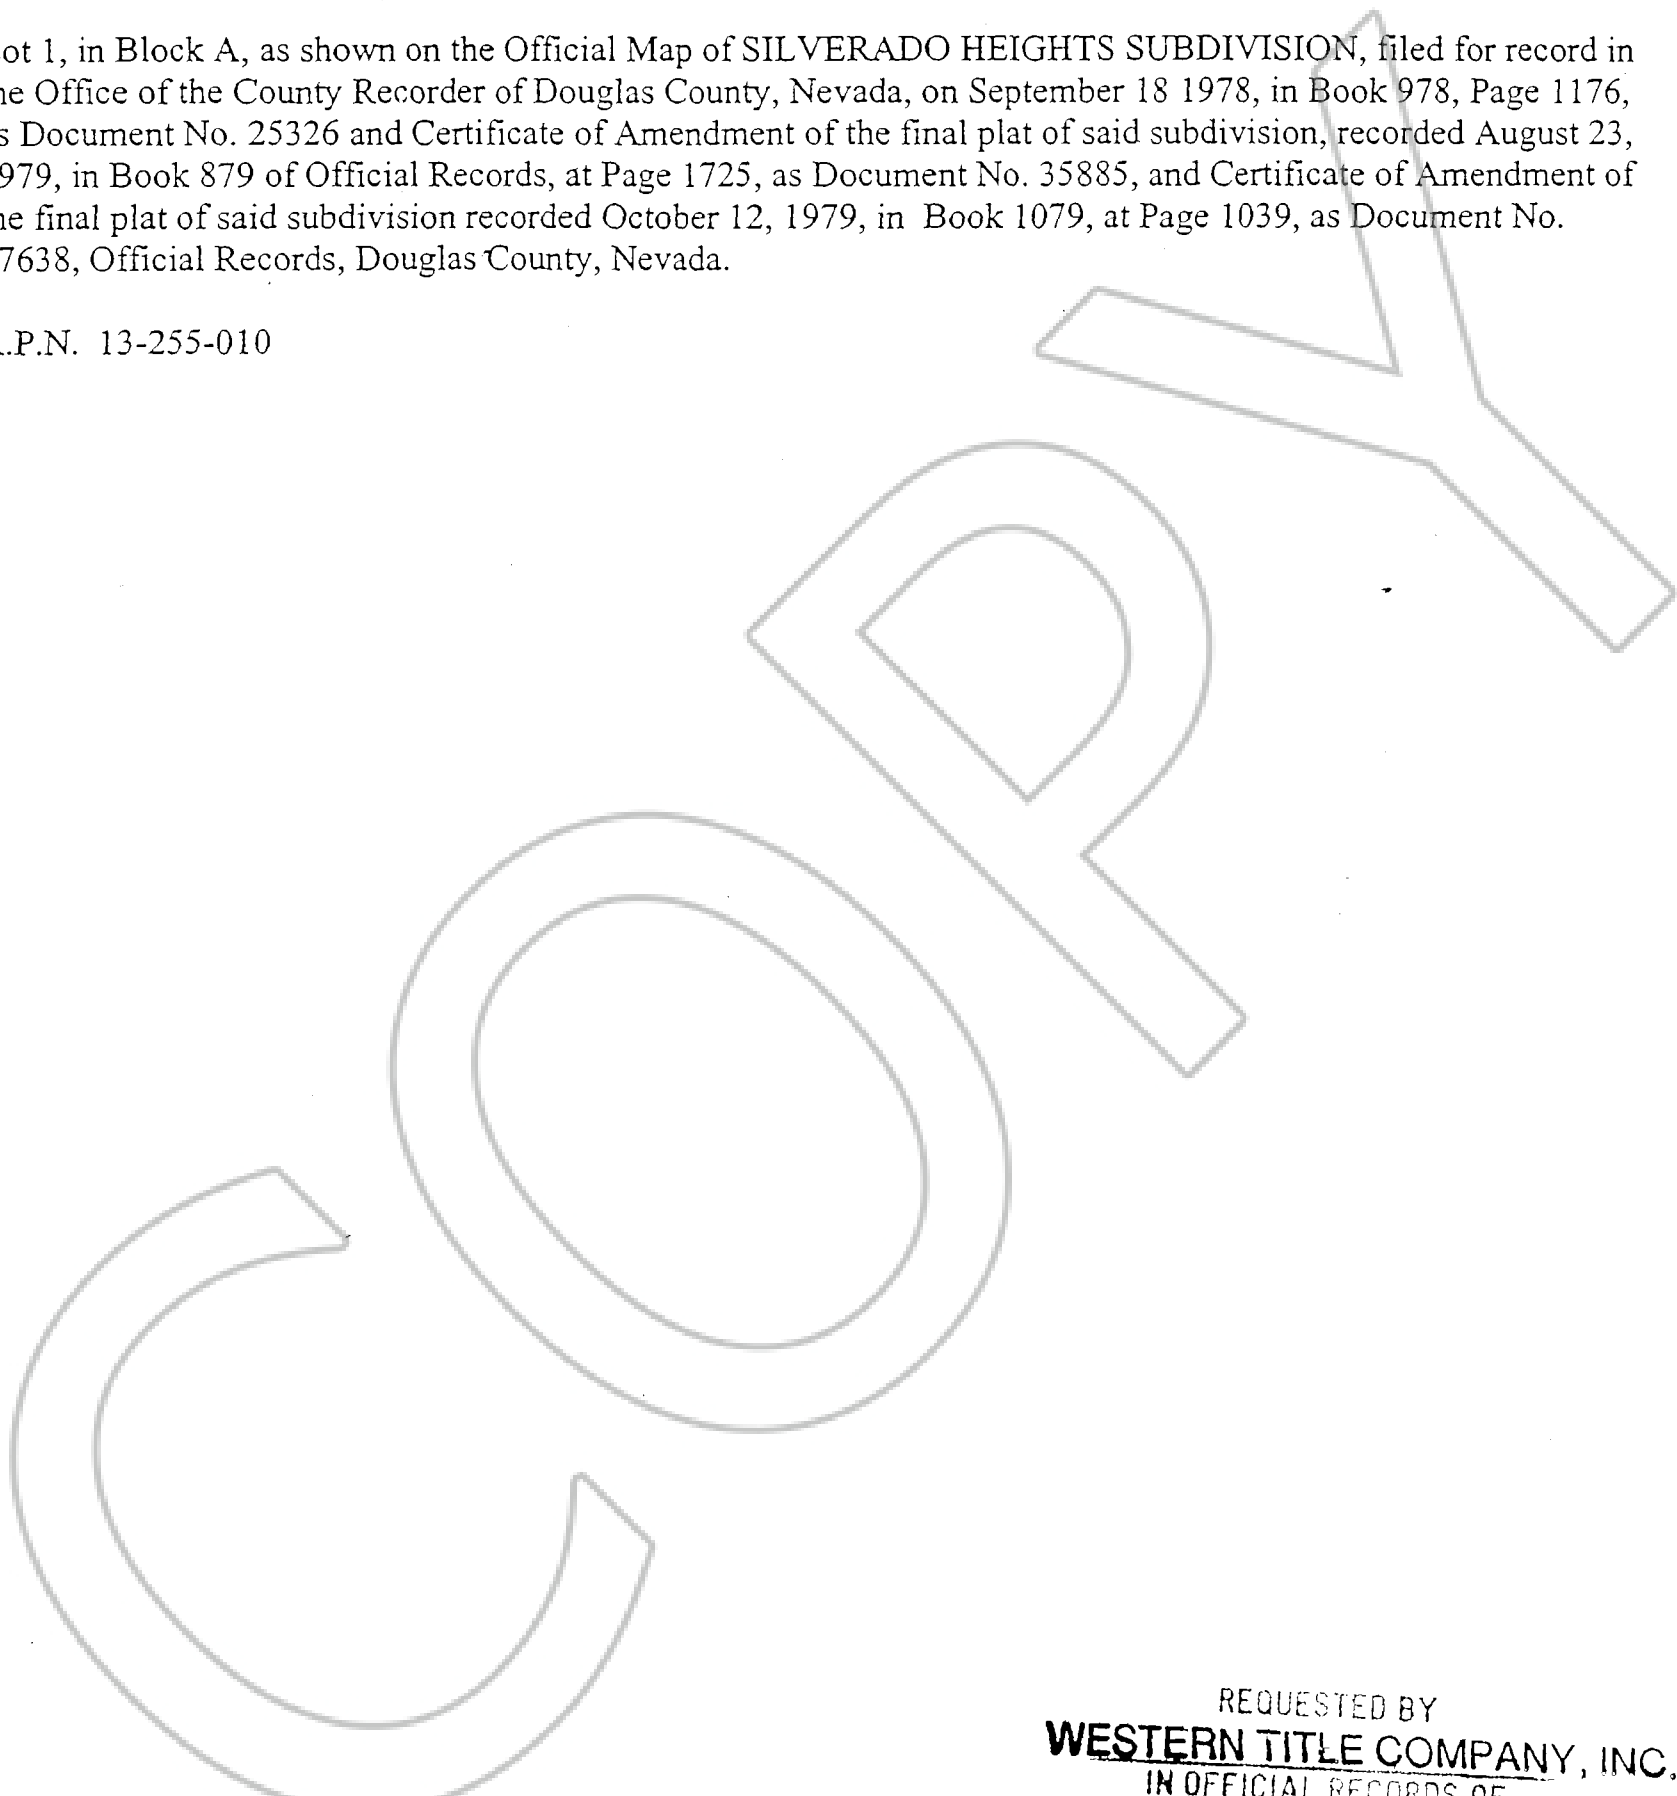 ot 1, in Block A, as shown on the Official Map of SILVERADO HEIGHTS SUBDIVISION, filed for record in
he Office of the County Recorder of Douglas County, Nevada, on September 18 1978, in Book 978, Page 1176,
s Document No. 25326 and Certificate of Amendment of the final plat of said subdivision, recorded August 23,
979, in Book 879 of Official Records, at Page 1725, as Document No. 35885, and Certificate of Amendment of
he final plat of said subdivision recorded October 12, 1979, in Book 1079, at Page 1039, as Document No.
7638, Official Records, Douglas County, Nevada.
.P.N. 13-255-010
COPY
REQUESTED BY
WESTERN TITLE COMPANY, INC.
IN OFFICIAL RECORDS OF